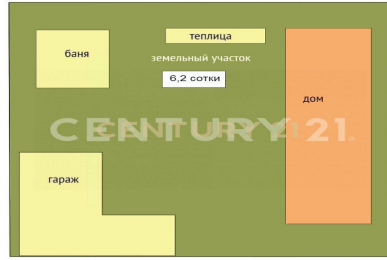 теплица
баня
земельный участок
6,2 сотки
дом
CENTURY 21.
гараж